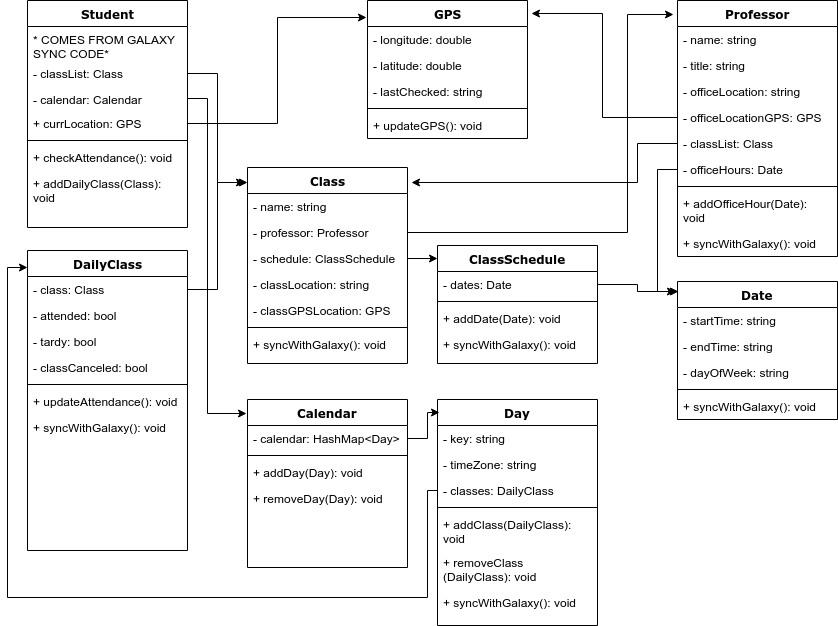 Student
* COMES FROM GALAXY
SYNC CODE*
- classList: Class
- calendar: Calendar
+ currLocation: GPS
+ checkAttendance(): void
+ addDailyClass(Class):
void
GPS
- longitude: double
- latitude: double
- lastChecked: string
+ updateGPS(): void
Professor
- name: string
- title: string
- officeLocation: string
- officeLocationGPS: GPS
- classList: Class
- officeHours: Date
+ addOfficeHour(Date):
void
+ syncWithGalaxy(): void
Class
- name: string
- professor: Professor
- schedule: ClassSchedule
- classLocation: string
- classGPSLocation: GPS
+ syncWithGalaxy(): void
ClassSchedule
- dates: Date
+ addDate(Date): void
+ syncWithGalaxy(): void
DailyClass
- class: Class
- attended: bool
- tardy: bool
- classCanceled: bool
+ updateAttendance(): void
+ syncWithGalaxy(): void
Date
- startTime: string
- endTime: string
- dayOfWeek: string
+ syncWithGalaxy(): void
Calendar
- calendar: HashMap<Day>
+ addDay(Day): void
+ removeDay(Day): void
Day
- key: string
- timeZone: string
- classes: DailyClass
+ addClass(DailyClass):
void
+ removeClass
(DailyClass): void
+ syncWithGalaxy(): void